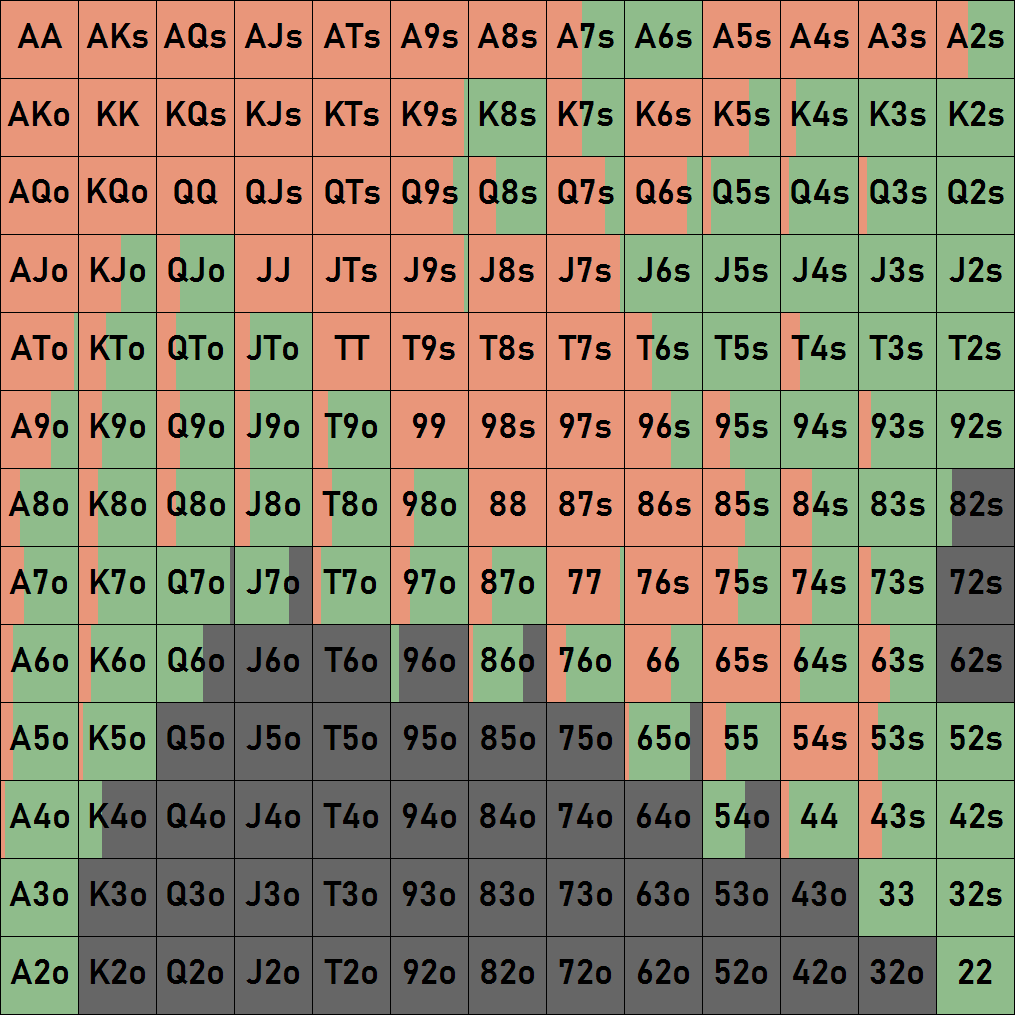 AA AKs AQs AJs ATs A9s A8s A7s A6s A5s A4s A3s A2s
AKo KK KQs KJs KTs K9s K8s K7s K6s K5s K4s K3s K2s
AQo KQo QQ QJs QTs Q9s Q8s Q7s Q6s Q5s Q4s Q3s Q2s
AJo KJo QJo JJ JTs J9s J8s J7s J6s J5s J4s J3s J2s
ATo KTo QTo JTo TT T9s T8s T7s T6s T5s T4s T3s T2s
A9o K9o Q9o J9o T9o 99 98s 97s 96s 95s 94s 93s 92s
A8o K8o Q8o J8o T8o 98o 88 87s 86s 85s 84s 83s 82s
A7o K7o Q7o J7o T7o 97o 87o 77 76s 75s 74s 73s 72s
A6o K6o Q6o J6o T6o 96o 86o 76o 66 65s 64s 63s 62s
A5o K5o Q5o J5o T5o 95o 85o 75o 65o 55 54s 53s 52s
A4o K4o Q4o J4o T4o 94o 84o 74o 64o 54o 44 43s 42s
A3o K3o Q3o J3o T3o 93o 83o 73o 63o 53o 43o 33 32s
A2o K2o Q2o J2o T2o 92o 82o 72o 62o 52o 42o 32o 22